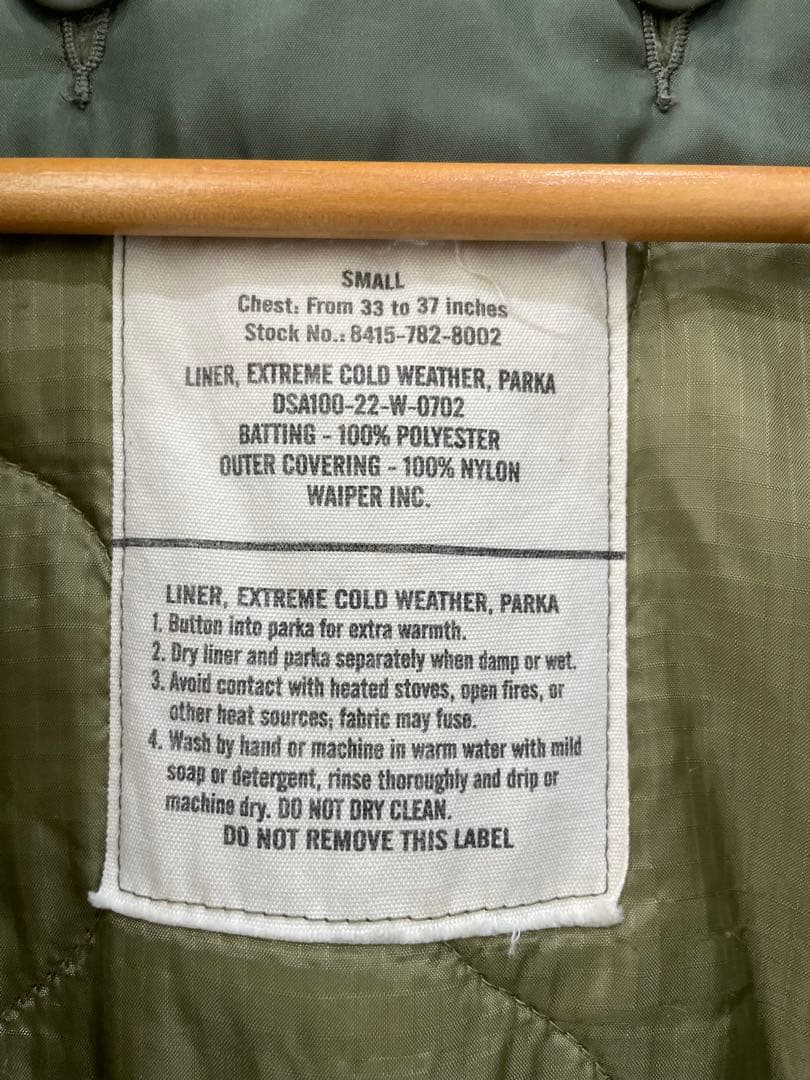 SMALL
Chest: From 33 to 37 inches
Stock No.: 8415-782-8002
LINER, EXTREME COLD WEATHER, PARKA
DSA100-22-W-0702
BATTING - 100% POLYESTER
OUTER COVERING - 100% NYLON
WAIPER INC.
LINER, EXTREME COLD WEATHER, PARKA
1. Button into parka for extra warmth.
2. Dry liner and parka separately when damp or wet.
3. Avoid contact with heated stoves, open fires, or
other heat sources; fabric may fuse.
4. Wash by hand or machine in warm water with mild
soap or detergent, rinse thoroughly and drip or
machine dry. DO NOT DRY CLEAN.
DO NOT REMOVE THIS LABEL